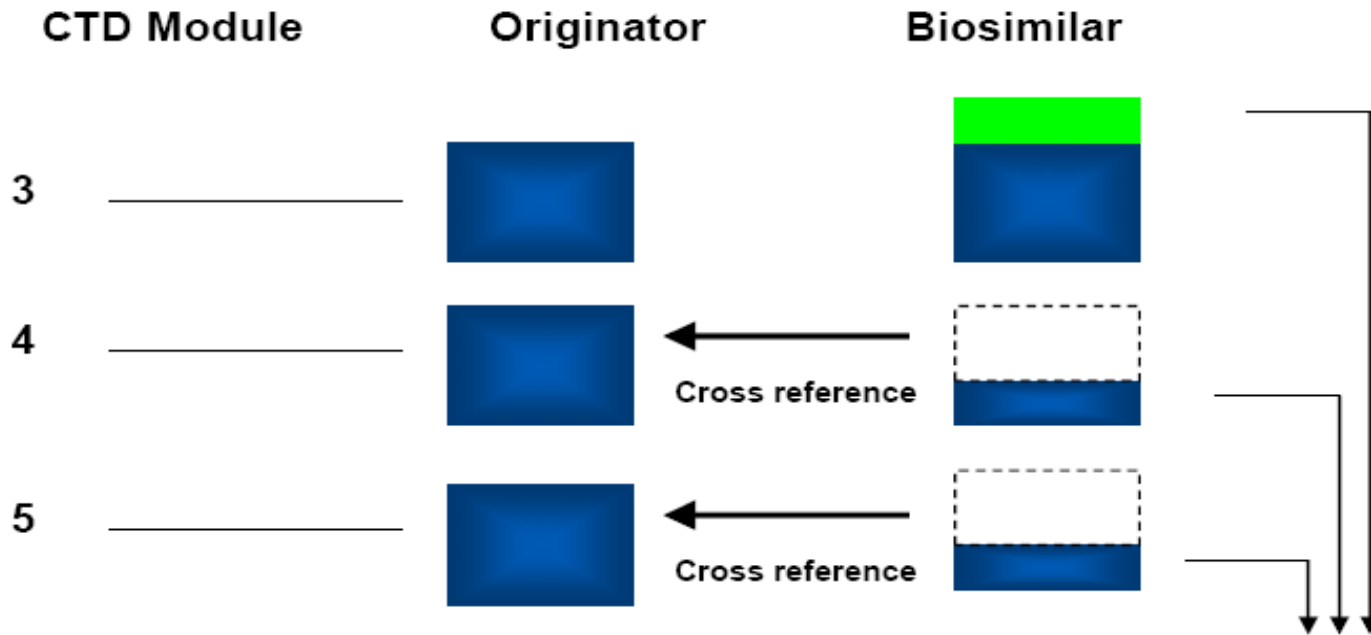 CTD Module Originator Biosimilar
3
4
Cross reference
5
Cross reference